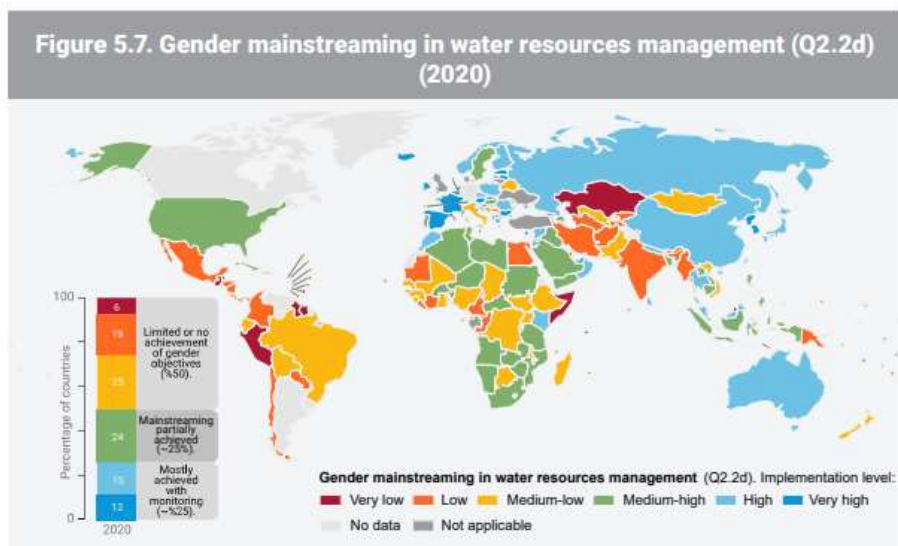 Figure 5.7. Gender mainstreaming in water resources management (Q2.2d)
(2020)
100
Percentage of countries
0
6
19
25
24
15
12
2020
Limited or no
achievement
of gender
objectives
(%50).
Mainstreaming
partially
achieved
(~25%).
Mostly
achieved
with
monitoring
(~%25).
Gender mainstreaming in water resources management (Q2.2d). Implementation level:
Very low
Low
Medium-low
Medium-high
High
Very high
No data
Not applicable